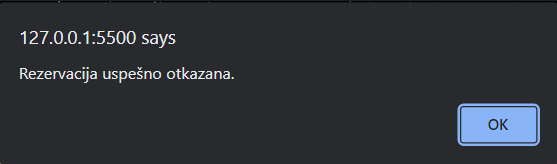 127.0.0.1:5500 says
Rezervacija uspešno otkazana.
OK